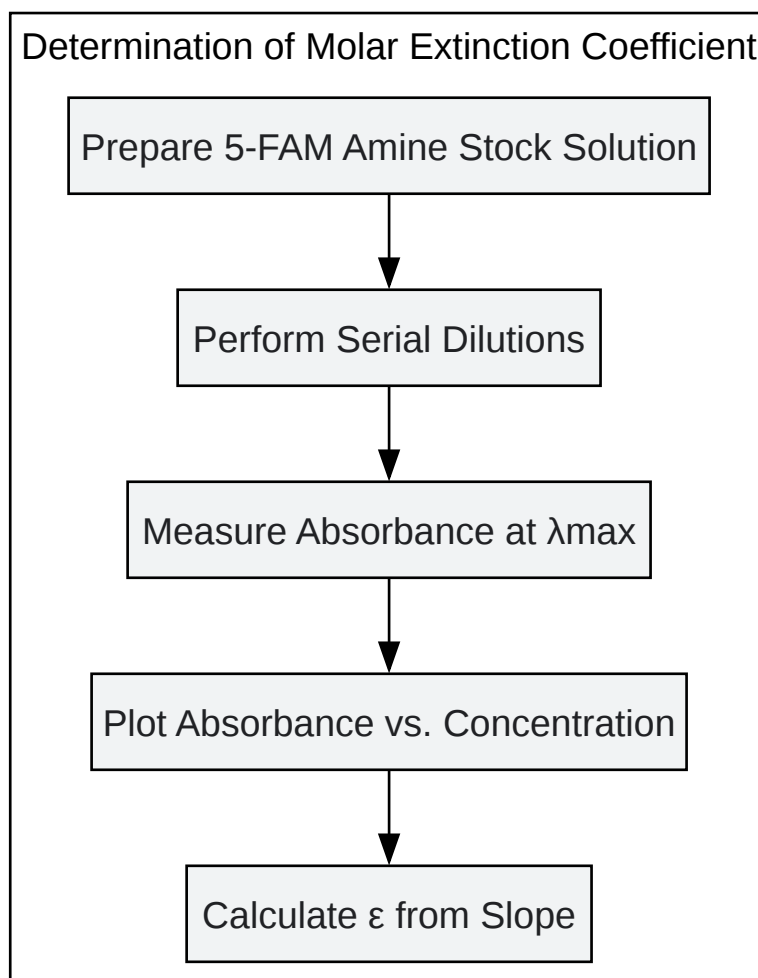 Determination of Molar Extinction Coefficient
Prepare 5-FAM Amine Stock Solution
Perform Serial Dilutions
Measure Absorbance at λmax
Plot Absorbance vs. Concentration
Calculate ε from Slope